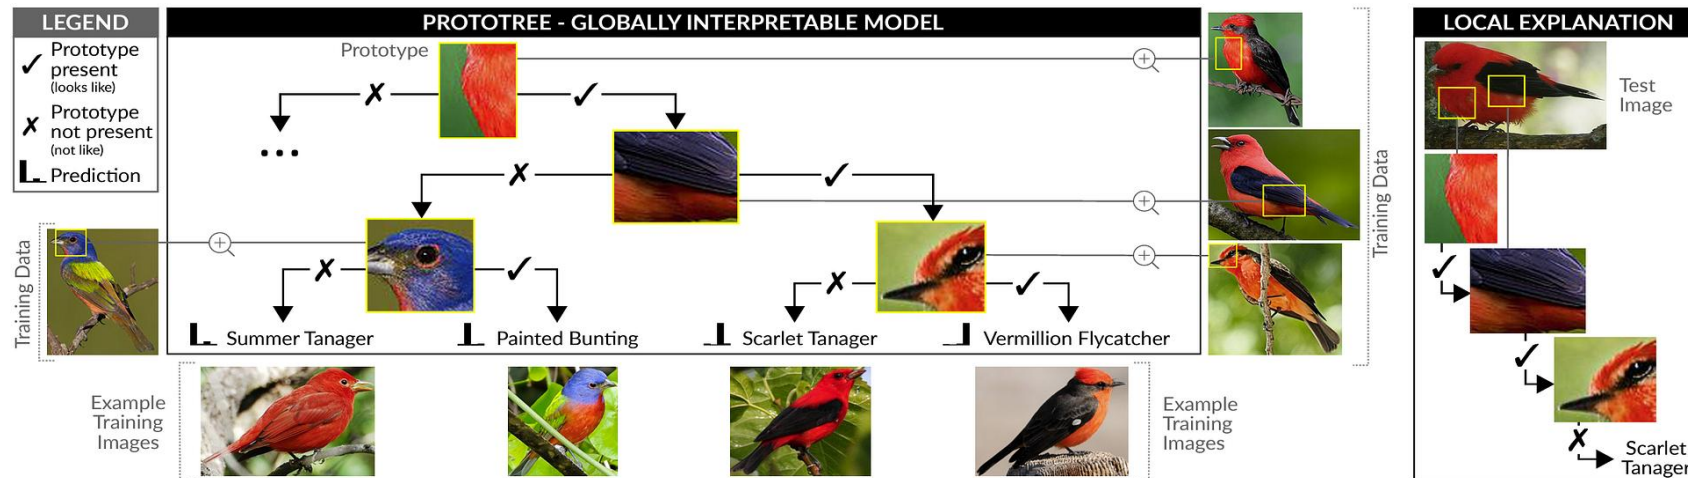 LEGEND
Prototype
present
(looks like)
Prototype
not present
(not like)
Prediction
PROTOTREE - GLOBALLY INTERPRETABLE MODEL
Prototype
...
Summer Tanager
Painted Bunting
Scarlet Tanager
Vermillion Flycatcher
Training Data
Training Data
Example
Training
Images
Example
Training
Images
LOCAL EXPLANATION
Test
Image
Scarlet
Tanager